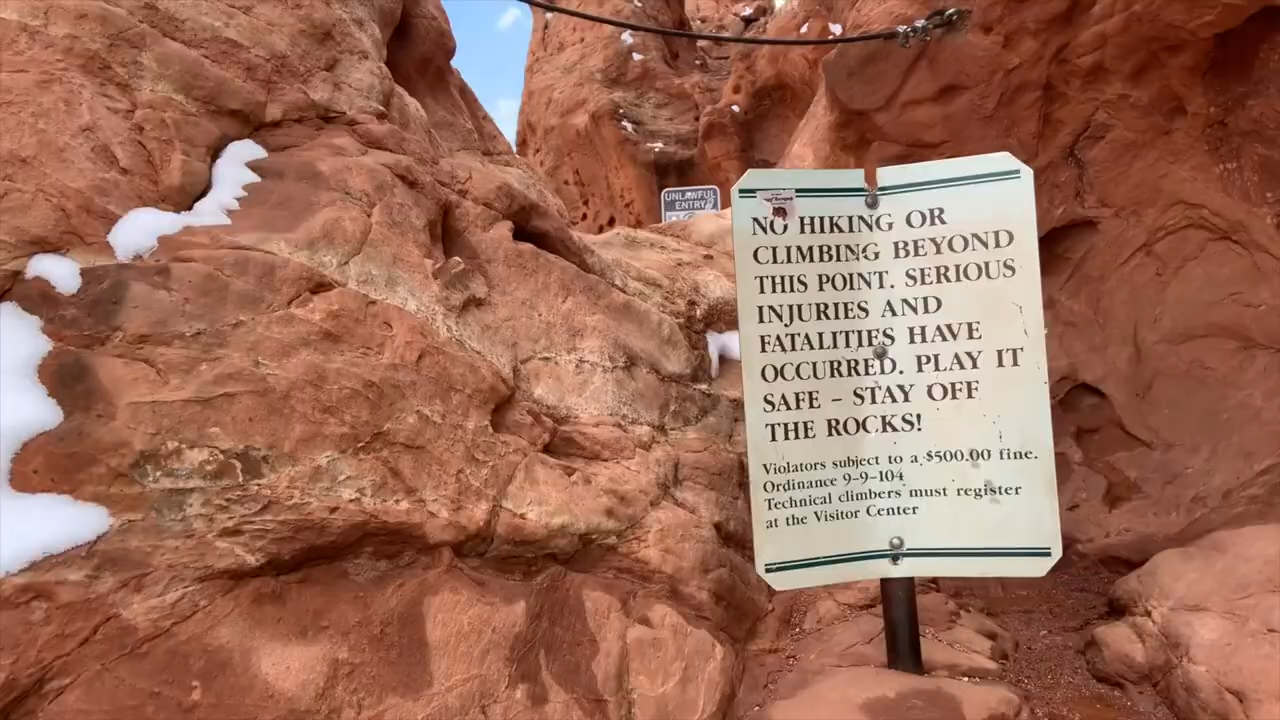 UNLAWFUL
ENTRY
NO HIKING OR
CLIMBING BEYOND
THIS POINT. SERIOUS
INJURIES AND
FATALITIES HAVE
OCCURRED. PLAY IT
SAFE – STAY OFF
THE ROCKS!
Violators subject to a $500.00 fine.
Ordinance 9-9-104
Technical climbers must register
at the Visitor Center